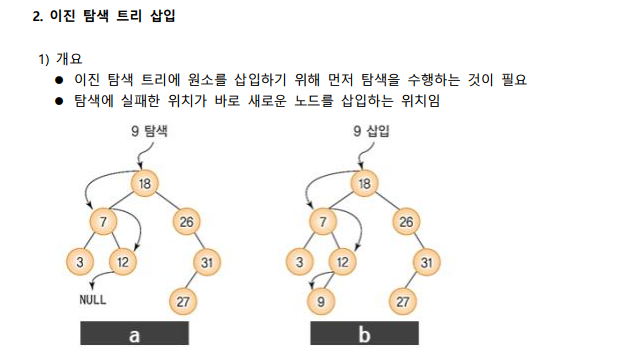 2. 이진 탐색 트리 삽입
1) 개요
● 이진 탐색 트리에 원소를 삽입하기 위해 먼저 탐색을 수행하는 것이 필요
● 탐색에 실패한 위치가 바로 새로운 노드를 삽입하는 위치임
9 탐색
18
7
26
3
12
31
NULL
27
a
9 삽입
18
7
26
3
12
31
9
27
b